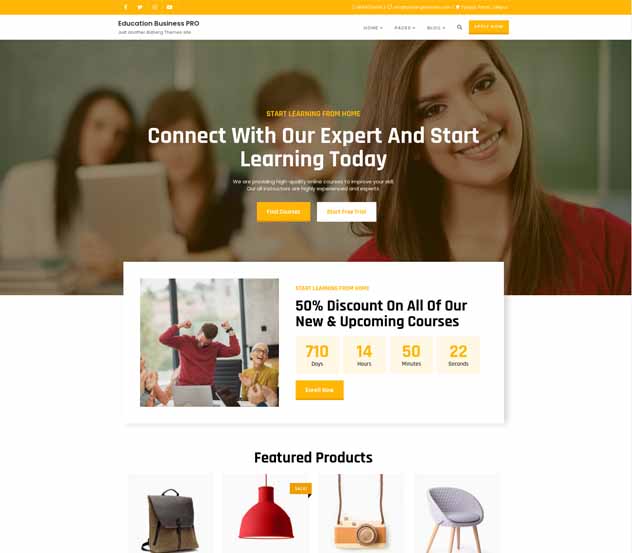 Education Business PRO
Just Another Blahing Themes site
HOME
PAGES
BLOG
APPLY NOW
START LEARNING FROM HOME
Connect With Our Expert And Start
Learning Today
We are providing high-quality online courses to improve your skill.
Our all instructors are highly experienced and experts.
Find Courses
Start Free Trial
START LEARNING FROM HOME
50% Discount On All Of Our
New & Upcoming Courses
710 14 50 22
Days Hours Minutes Seconds
Enroll Now
Featured Products
SALE!